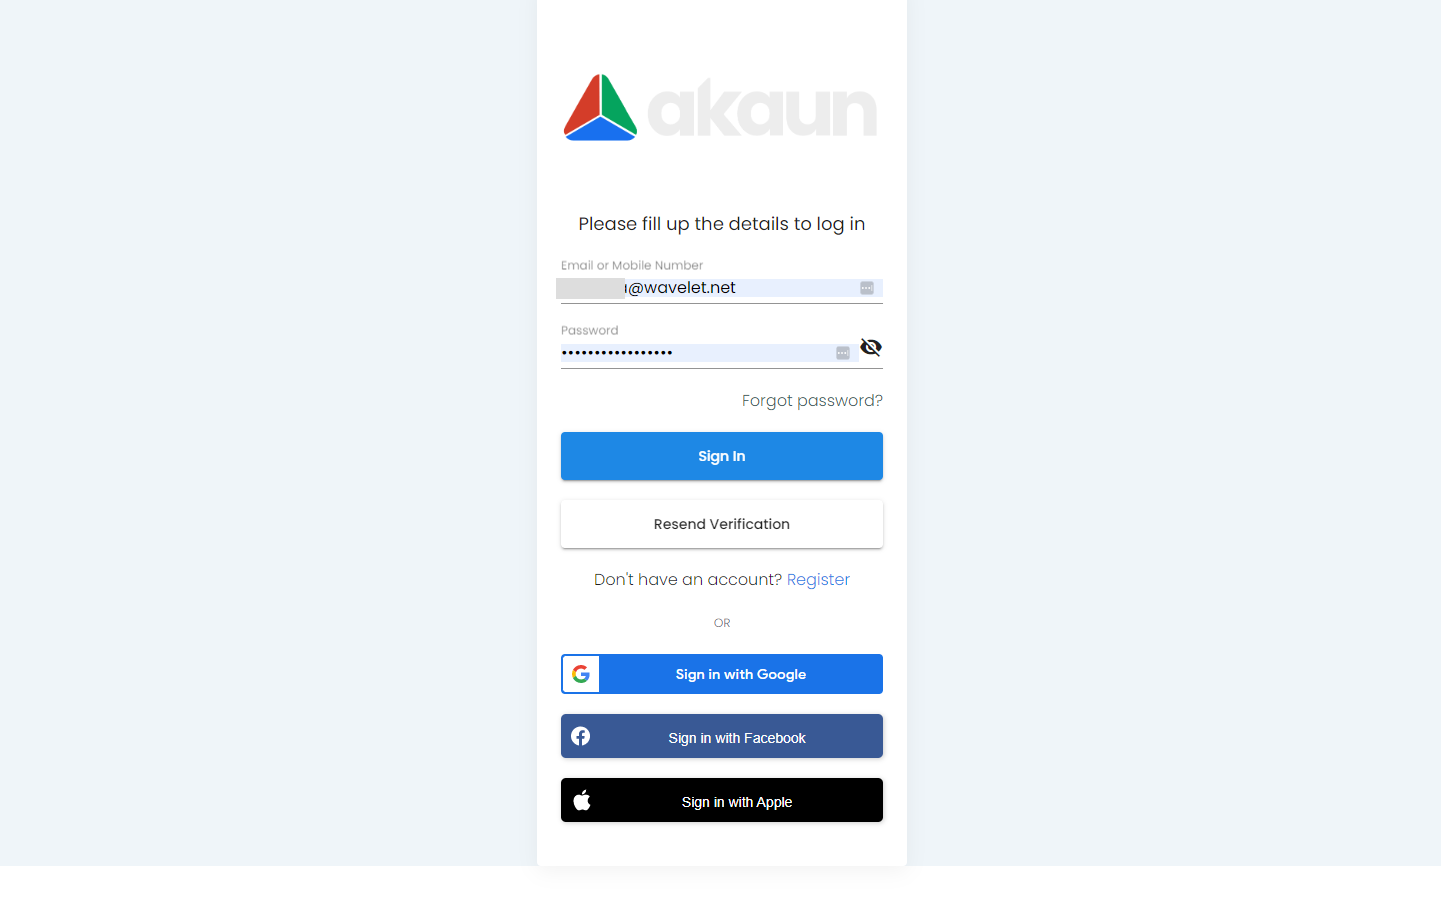 akaun
Please fill up the details to log in
Email or Mobile Number
@wavelet.net
Password
•••••••••••••••••
Forgot password?
Sign In
Resend Verification
Don't have an account? Register
OR
Sign in with Google
Sign in with Facebook
Sign in with Apple